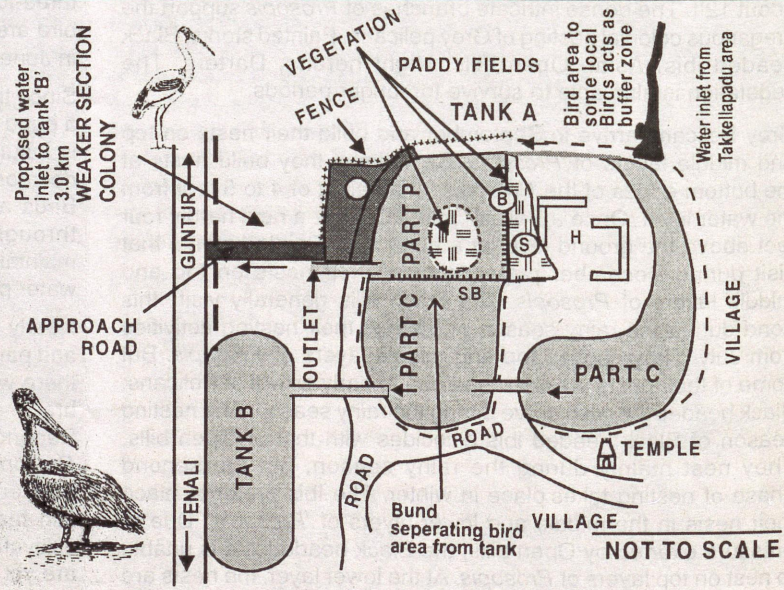 Proposed water
inlet to tank 'B'
3.0 km
WEAKER SECTION
COLONY
VEGETATION
PADDY FIELDS
FENCE
TANK A
Birds area to
some local
Birds acts as
buffer zone
Water inlet from
Takkellapadu res
GUNTUR
PART P
B
S
H
SB
APPROACH
ROAD
OUTLET
PART C
PART C
VILLAGE
TANK B
TENALI
ROAD
ROAD
TEMPLE
Bund
seperating bird
area from tank
VILLAGE
NOT TO SCALE